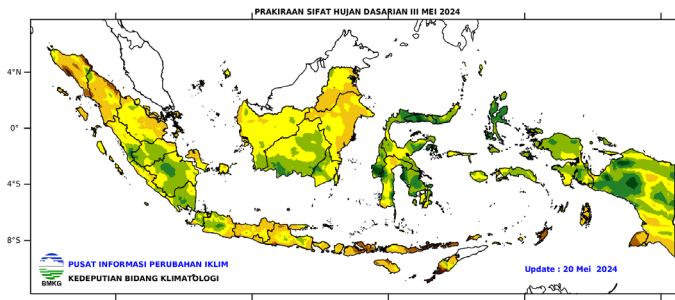 PRAKIRAAN SIFAT HUJAN DASARIAN III MEI 2024
4°N
0°
4°S
8°S
PUSAT INFORMASI PERUBAHAN IKLIM
KEDEPUTIAN BIDANG KLIMATOLOGI
BMKG
Update : 20 Mei 2024